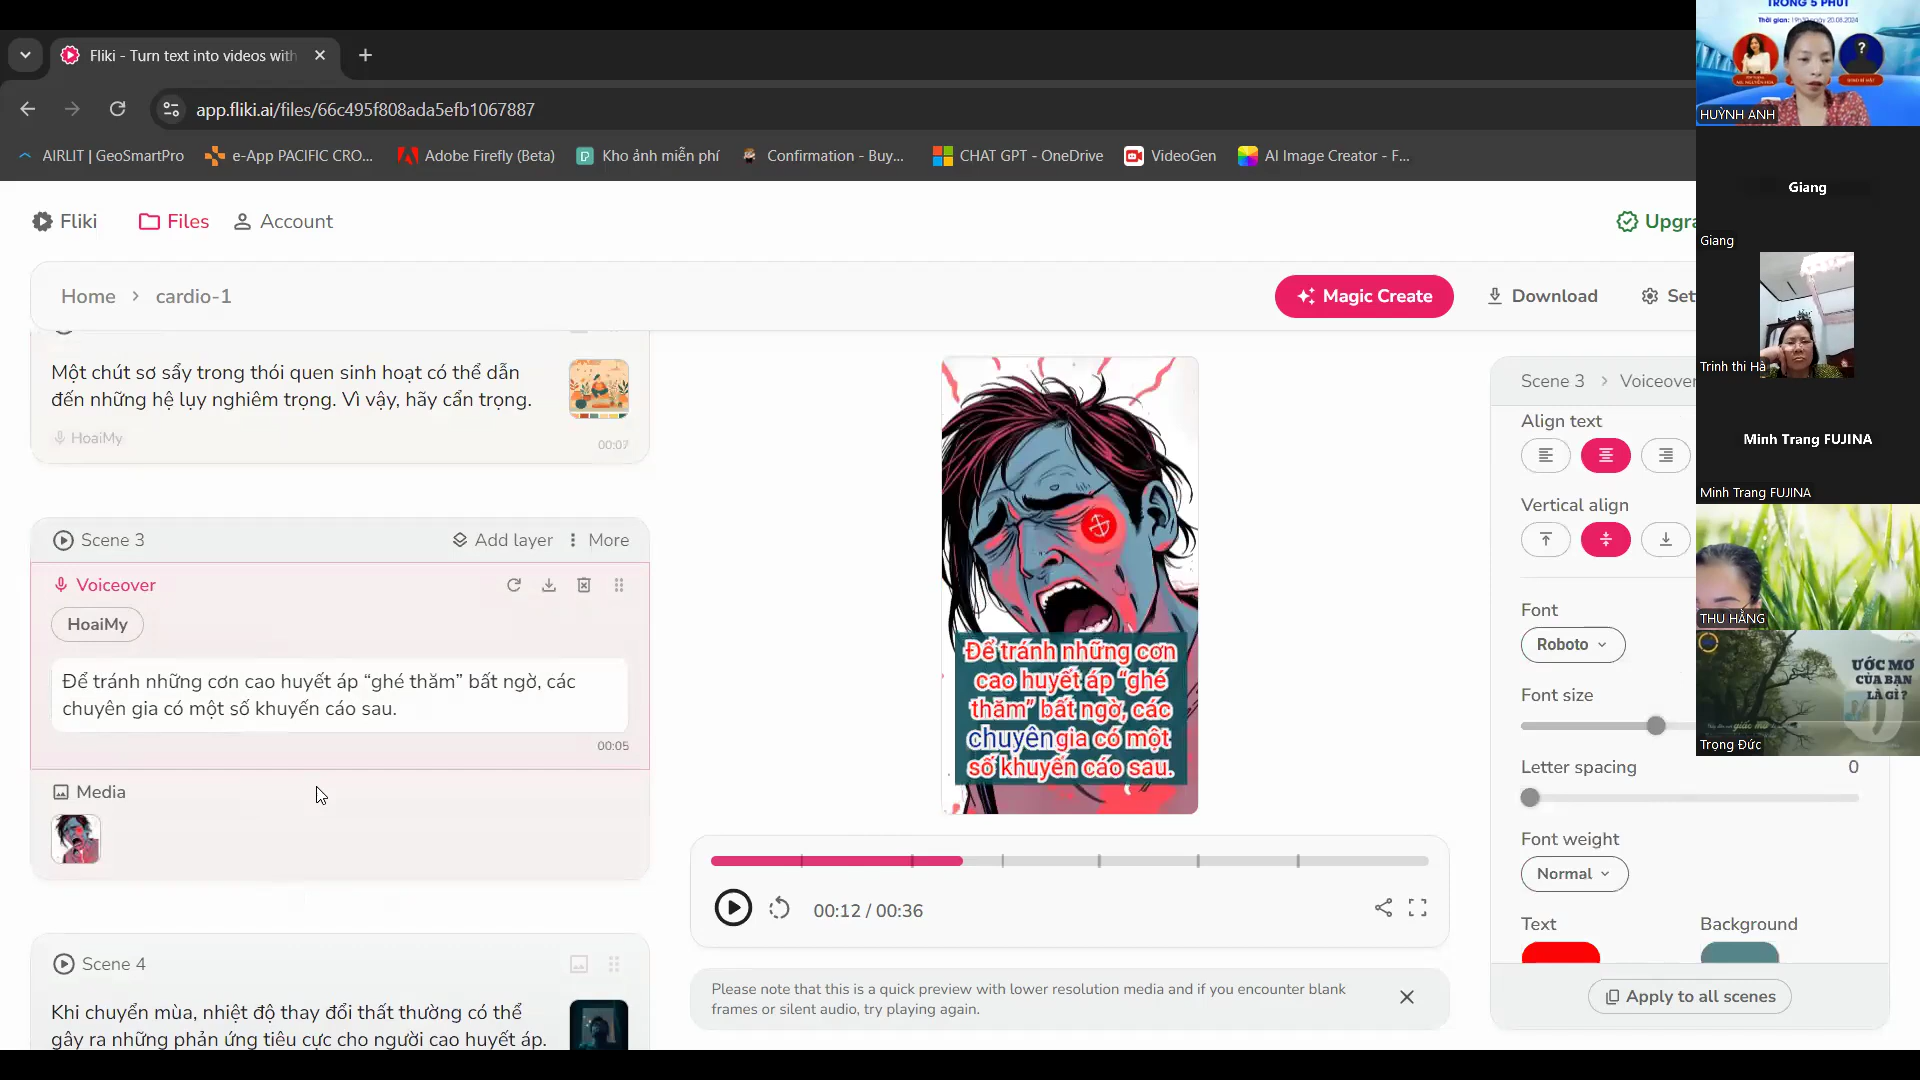 Fliki - Turn text into videos with
app.fliki.ai/files/66c495f808ada5efb1067887
AIRLIT | GeoSmartPro
e-App PACIFIC CRO...
Adobe Firefly (Beta)
Kho ảnh miễn phí
Confirmation - Buy...
CHAT GPT - OneDrive
VideoGen
AI Image Creator - F...
Fliki
Files
Account
Upgra
Home > cardio-1
Magic Create
Download
Set
Một chút sơ sẩy trong thói quen sinh hoạt có thể dẫn
đến những hệ lụy nghiêm trọng. Vì vậy, hãy cẩn trọng.
HoaiMy
00:07
Scene 3
Add layer
More
Voiceover
HoaiMy
Để tránh những cơn cao huyết áp “ghé thăm” bất ngờ, các
chuyên gia có một số khuyến cáo sau.
00:05
Media
Scene 4
Khi chuyển mùa, nhiệt độ thay đổi thất thường có thể
gây ra những phản ứng tiêu cực cho người cao huyết áp.
Để tránh những cơn
cao huyết áp “ghé
thăm” bất ngờ, các
chuyên gia có một
số khuyến cáo sau.
00:12 / 00:36
Please note that this is a quick preview with lower resolution media and if you encounter blank
frames or silent audio, try playing again.
Scene 3 > Voiceover
Align text
Vertical align
Font
Roboto
Font size
Letter spacing
0
Font weight
Normal
Text
Background
Apply to all scenes
TRONG 5 PHÚT
Thời gian: 19h30 ngày 20.08.2024
HUỲNH ANH
Giang
Giang
Trinh thi Hà
Minh Trang FUJINA
Minh Trang FUJINA
THU HẰNG
ƯỚC MƠ
CỦA BẠN
LÀ GÌ ?
Trọng Đức